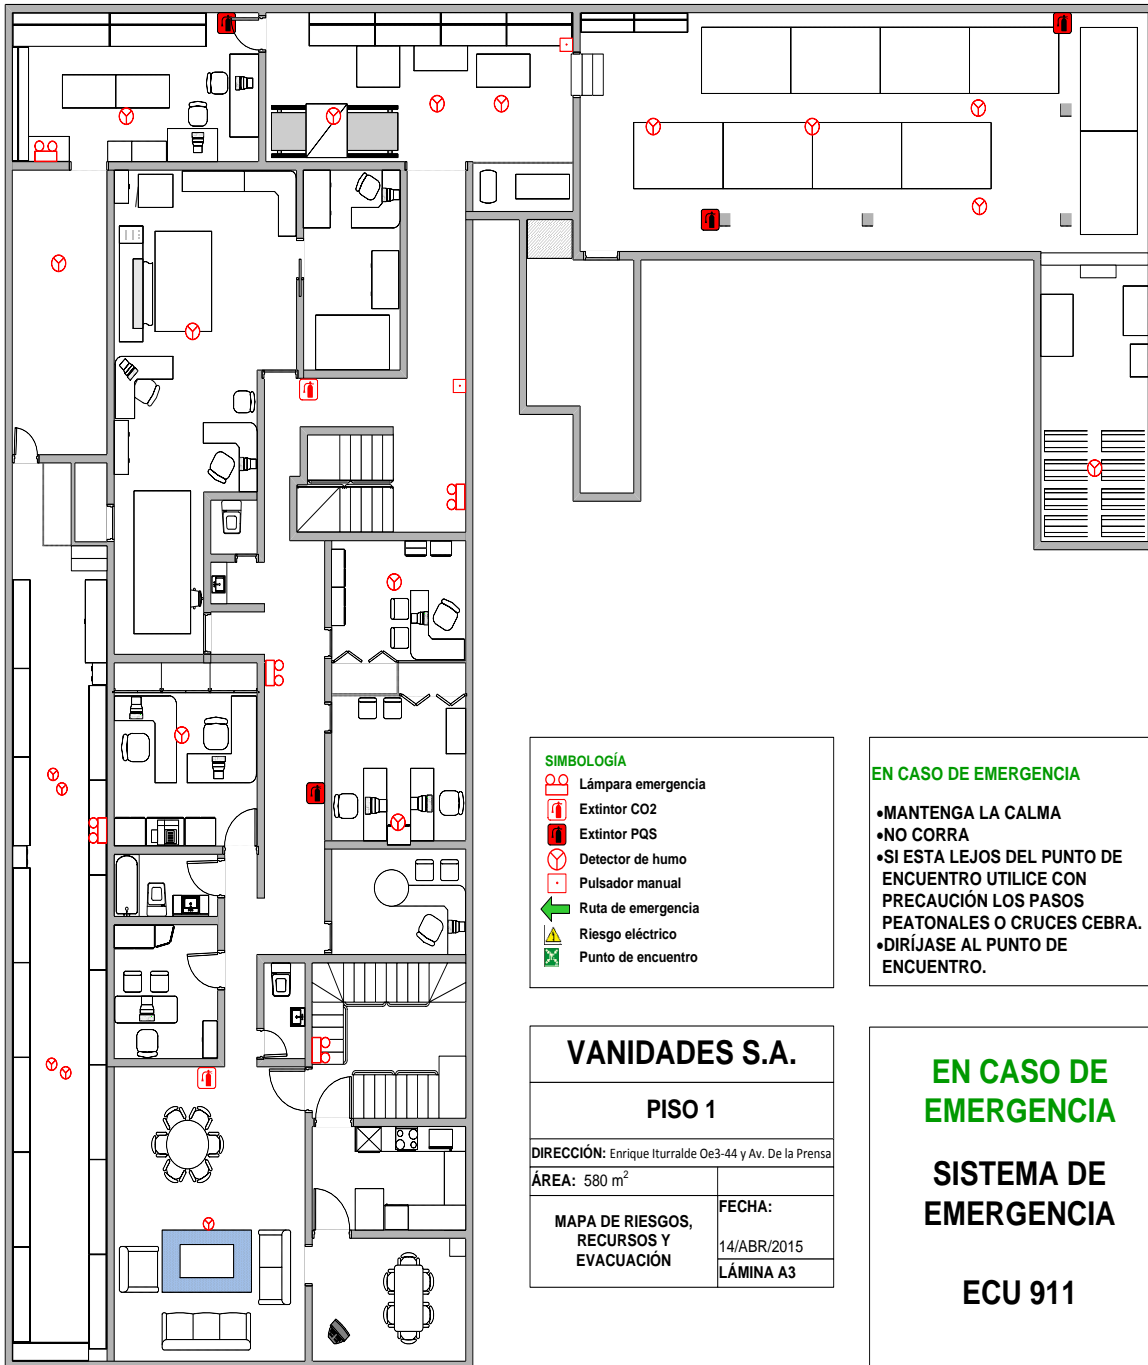 SIMBOLOGÍA
Lámpara emergencia
Extintor CO2
Extintor PQS
Detector de humo
Pulsador manual
Ruta de emergencia
Riesgo eléctrico
Punto de encuentro
EN CASO DE EMERGENCIA
•MANTENGA LA CALMA
•NO CORRA
•SI ESTA LEJOS DEL PUNTO DE
ENCUENTRO UTILICE CON
PRECAUCIÓN LOS PASOS
PEATONALES O CRUCES CEBRA.
•DIRÍJASE AL PUNTO DE
ENCUENTRO.
VANIDADES S.A.
PISO 1
DIRECCIÓN: Enrique Iturralde Oe3-44 y Av. De la Prensa
ÁREA: 580 m²
MAPA DE RIESGOS,
RECURSOS Y
EVACUACIÓN
FECHA:
14/ABR/2015
LÁMINA A3
EN CASO DE
EMERGENCIA
SISTEMA DE
EMERGENCIA
ECU 911